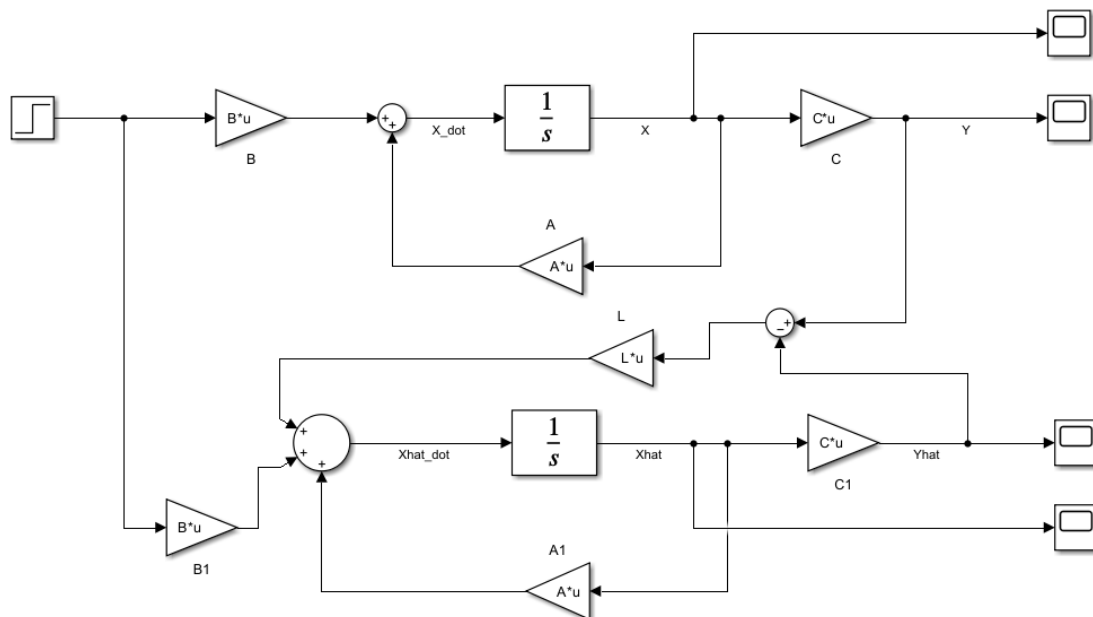 B*u
B
+
+
X_dot
1
s
X
C*u
C
Y
A
A*u
L
L*u
+
−
+
+
+
Xhat_dot
1
s
Xhat
C*u
C1
Yhat
B*u
B1
A1
A*u